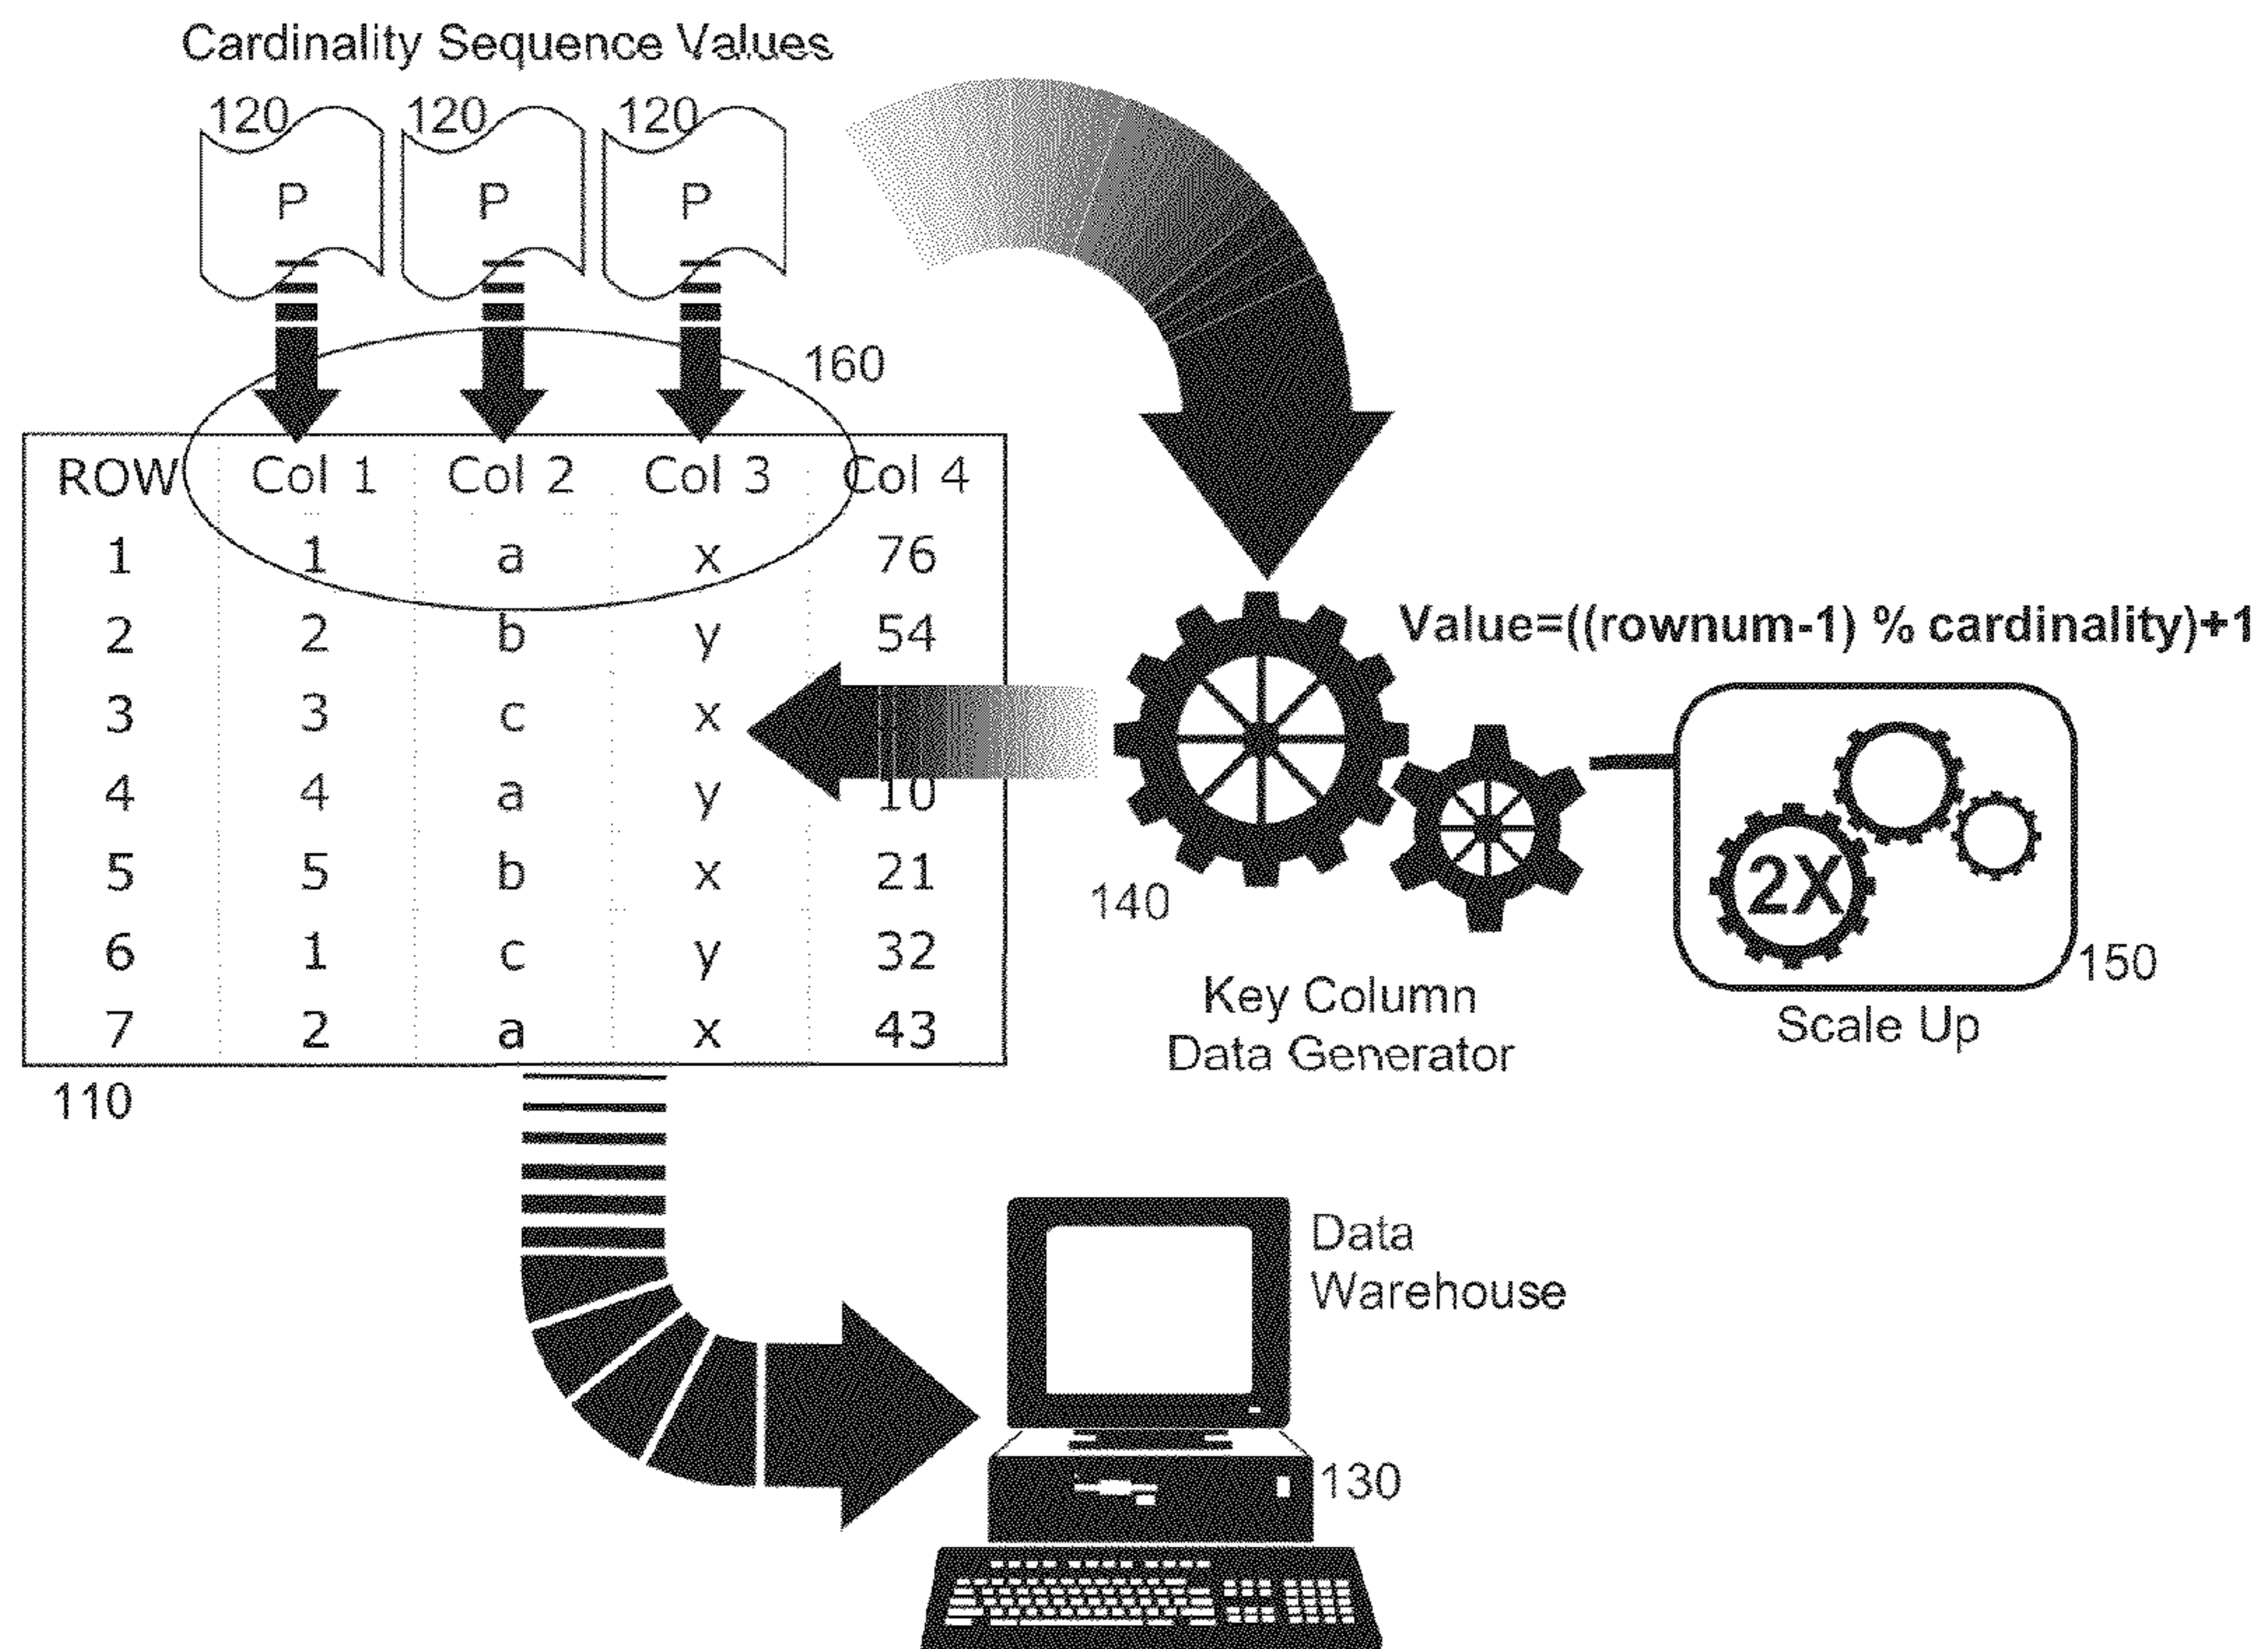 Cardinality Sequence Values
120 120 120
P P P
160
ROW Col 1 Col 2 Col 3 Col 4
1 1 a x 76
2 2 b y 54
3 3 c x
4 4 a y 10
5 5 b x 21
6 1 c y 32
7 2 a x 43
110
Value=((rownum-1) % cardinality)+1
2X
140
150
Key Column
Data Generator
Scale Up
Data
Warehouse
130